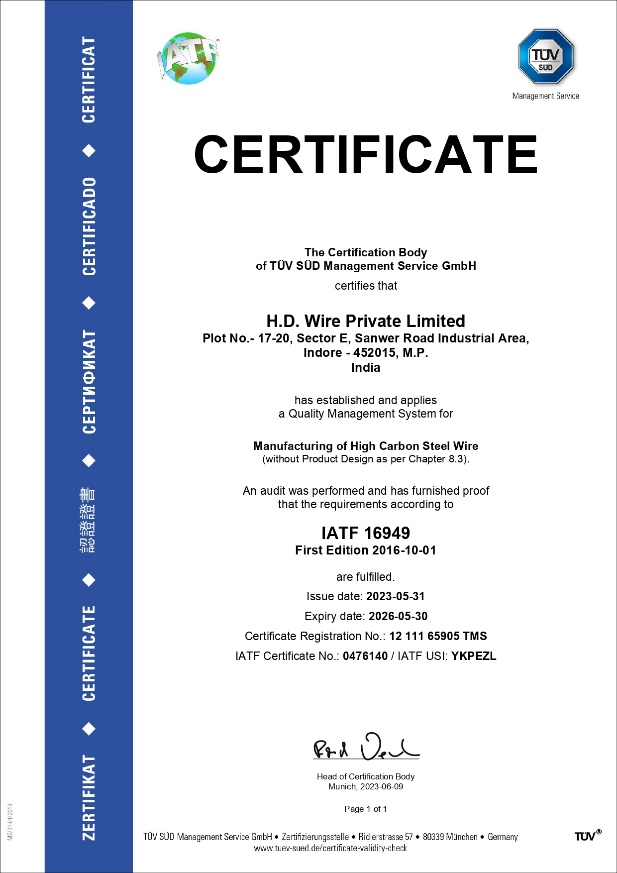 IATF
TÜV
SÜD
Management Service
CERTIFICATE
The Certification Body
of TÜV SÜD Management Service GmbH
certifies that
H.D. Wire Private Limited
Plot No.- 17-20, Sector E, Sanwer Road Industrial Area,
Indore - 452015, M.P.
India
has established and applies
a Quality Management System for
Manufacturing of High Carbon Steel Wire
(without Product Design as per Chapter 8.3).
An audit was performed and has furnished proof
that the requirements according to
IATF 16949
First Edition 2016-10-01
are fulfilled.
Issue date: 2023-05-31
Expiry date: 2026-05-30
Certificate Registration No.: 12 111 65905 TMS
IATF Certificate No.: 0476140 / IATF USI: YKPEZL
Head of Certification Body
Munich, 2023-06-09
Page 1 of 1
TÜV SÜD Management Service GmbH • Zertifizierungsstelle • Ridlerstrasse 57 • 80339 München • Germany
www.tuev-sued.de/certificate-validity-check
TÜV®
ZERTIFIKAT ◆ CERTIFICATE ◆ 認證證書 ◆ СЕРТИФИКАТ ◆ CERTIFICADO ◆ CERTIFICAT